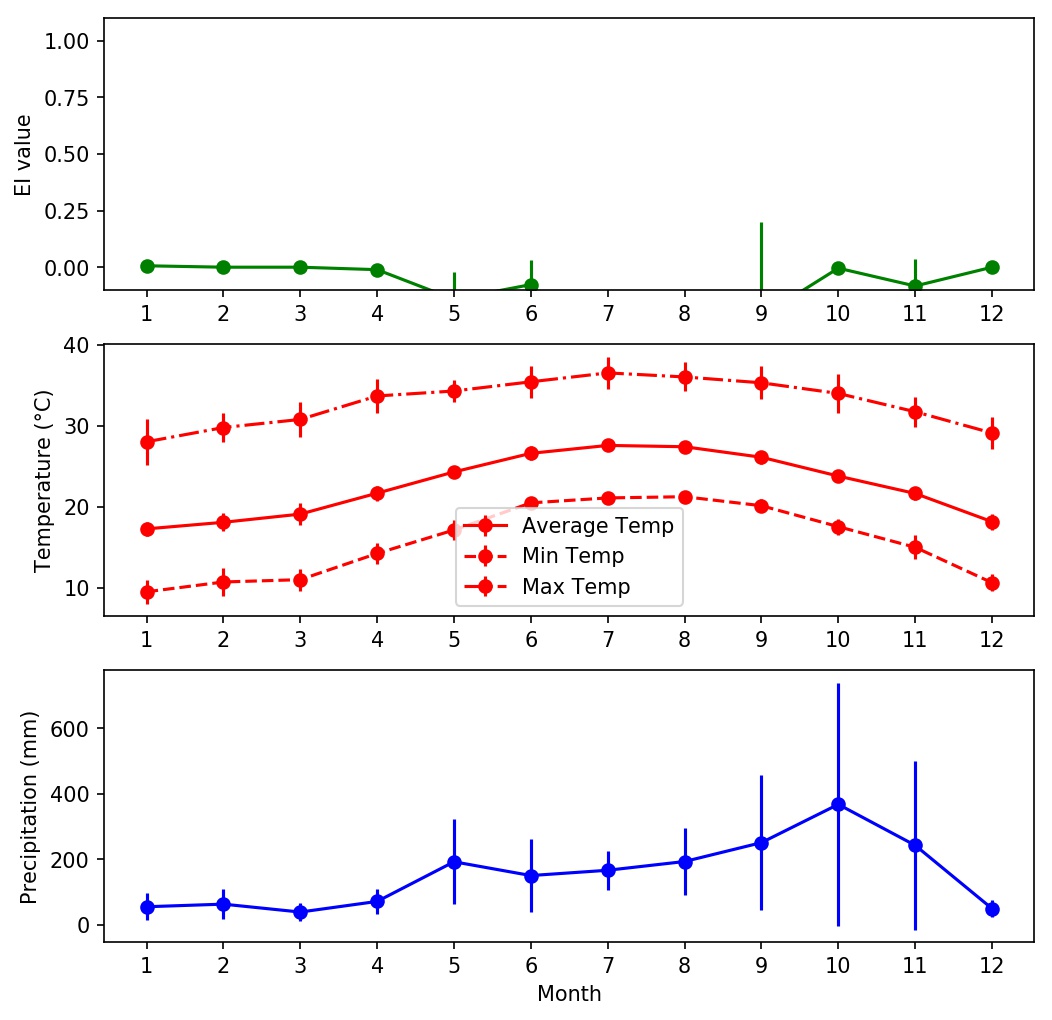 EI value
1.00
0.75
0.50
0.25
0.00
1 2 3 4 5 6 7 8 9 10 11 12
Temperature (°C)
40
30
20
10
Average Temp
Min Temp
Max Temp
1 2 3 4 5 6 7 8 9 10 11 12
Precipitation (mm)
600
400
200
0
1 2 3 4 5 6 7 8 9 10 11 12
Month